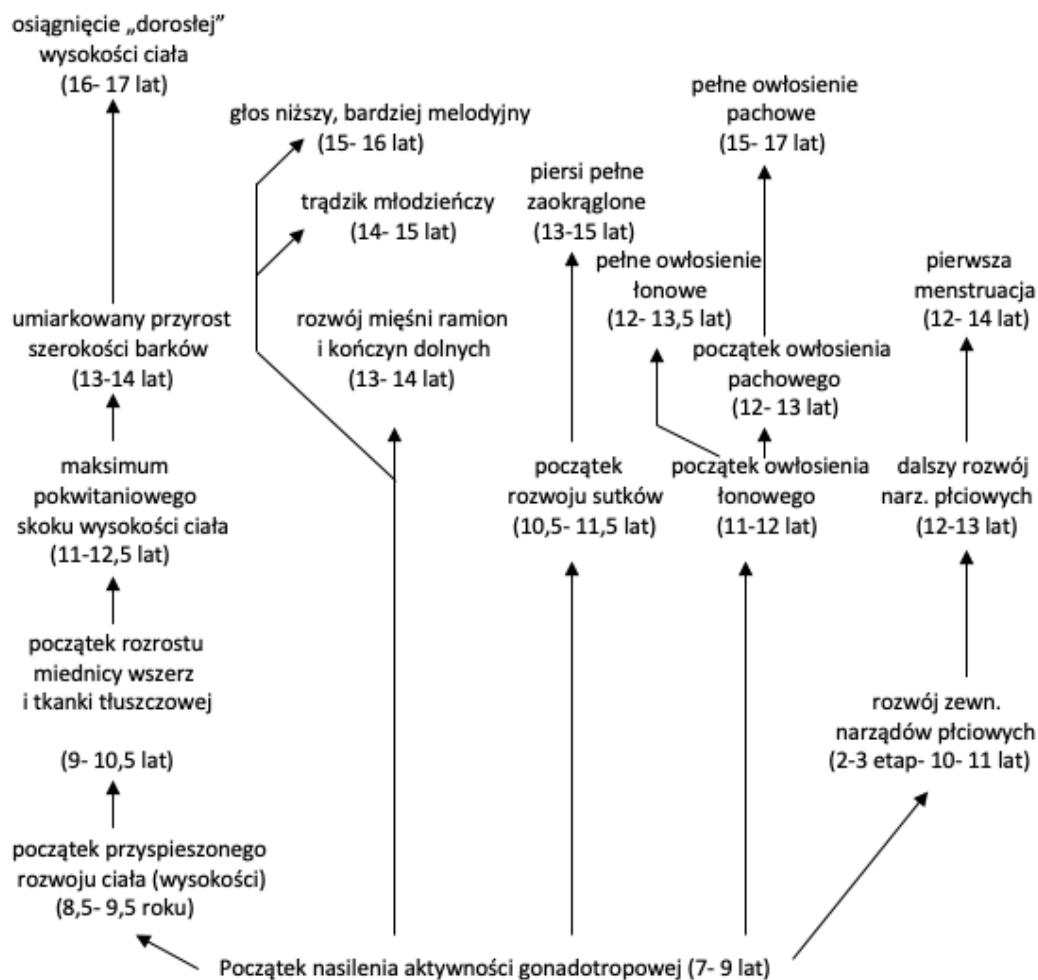 osiągnięcie „dorosłej”
wysokości ciała
(16- 17 lat)
głos niższy, bardziej melodyjny
(15- 16 lat)
pełne owłosienie
pachowe
(15- 17 lat)
trądzik młodzieńczy
(14- 15 lat)
piersi pełne
zaokrąglone
(13-15 lat)
pełne owłosienie
łonowe
(12- 13,5 lat)
pierwsza
menstruacja
(12- 14 lat)
umiarkowany przyrost
szerokości barków
(13-14 lat)
rozwój mięśni ramion
i kończyn dolnych
(13- 14 lat)
początek owłosienia
pachowego
(12- 13 lat)
maksimum
pokwitaniowego
skoku wysokości ciała
(11-12,5 lat)
początek
rozwoju sutków
(10,5- 11,5 lat)
początek owłosienia
łonowego
(11-12 lat)
dalszy rozwój
narz. płciowych
(12-13 lat)
początek rozrostu
miednicy wszerz
i tkanki tłuszczowej
(9- 10,5 lat)
rozwój zewn.
narządów płciowych
(2-3 etap- 10- 11 lat)
początek przyspieszonego
rozwoju ciała (wysokości)
(8,5- 9,5 roku)
Początek nasilenia aktywności gonadotropowej (7- 9 lat)